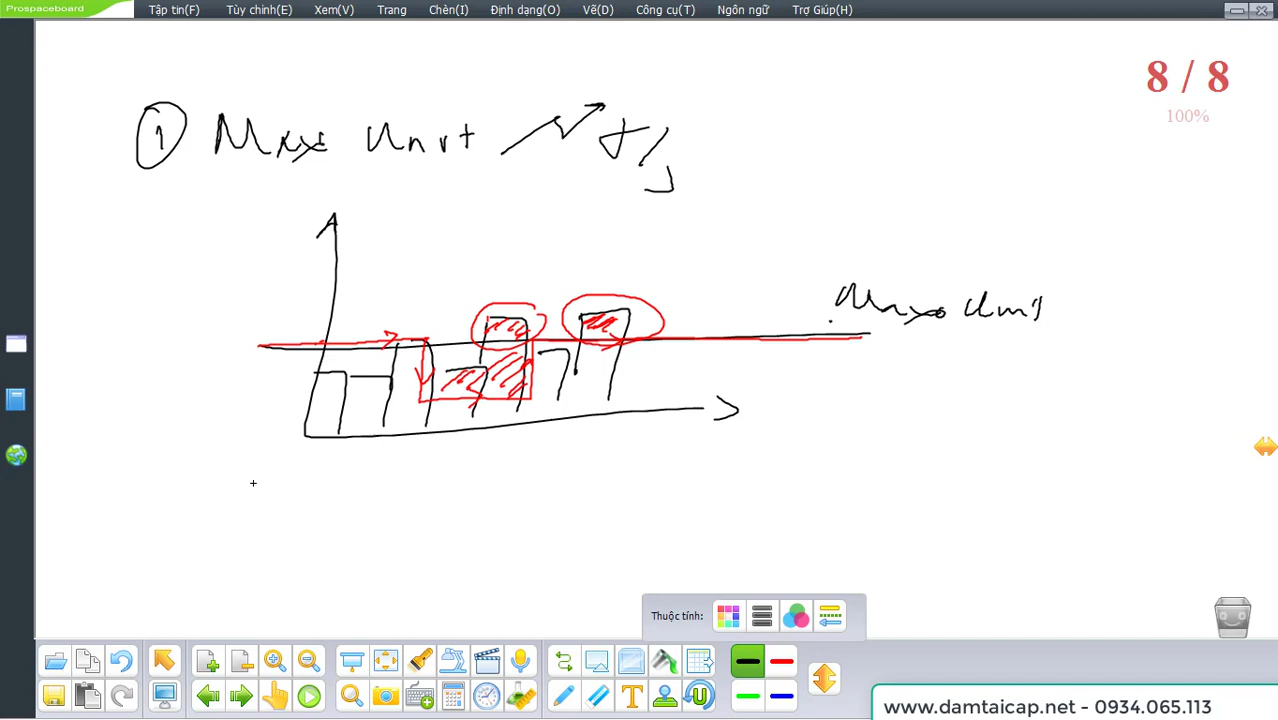 Prospaceboard
Tập tin(F) Tùy chỉnh(E) Xem(V) Trang Chèn(I) Định dạng(O) Vẽ(D) Công cụ(T) Ngôn ngữ Trợ Giúp(H)
8 / 8
100%
① Max Unit
Max Unit
Thuộc tính:
www.damtaicap.net - 0934.065.113